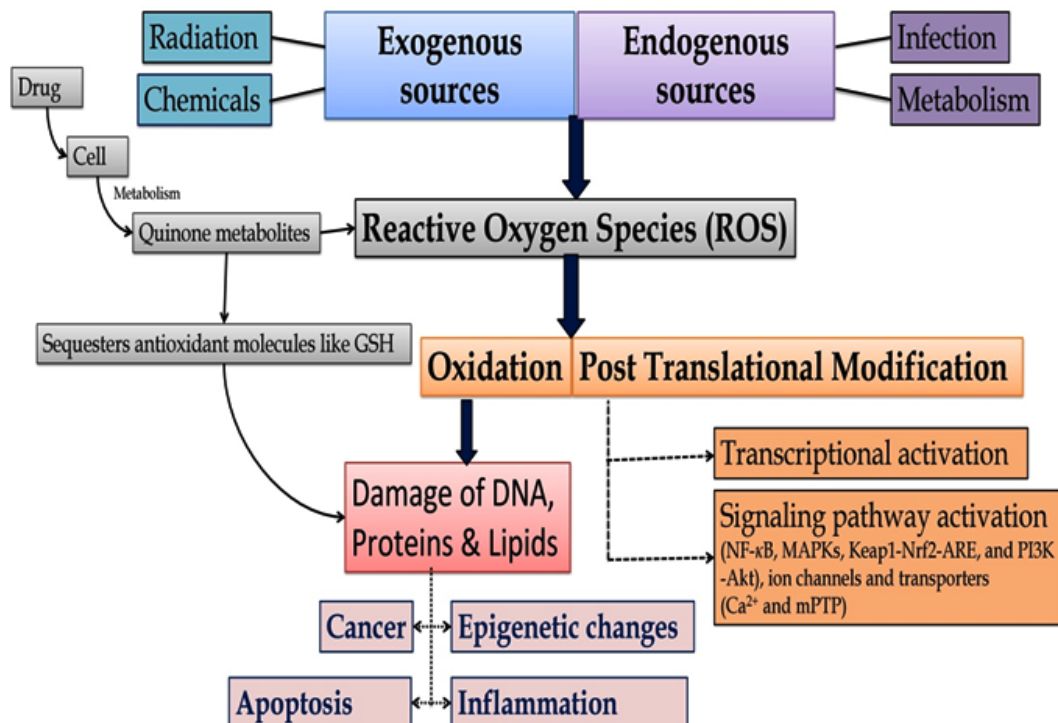 Radiation
Exogenous
sources
Endogenous
sources
Infection
Drug
Chemicals
Metabolism
Cell
Metabolism
Quinone metabolites
Reactive Oxygen Species (ROS)
Sequesters antioxidant molecules like GSH
Oxidation
Post Translational Modification
Transcriptional activation
Damage of DNA,
Proteins & Lipids
Signaling pathway activation
(NF-κB, MAPKs, Keap1-Nrf2-ARE, and PI3K
-Akt), ion channels and transporters
(Ca²⁺ and mPTP)
Cancer
Epigenetic changes
Apoptosis
Inflammation